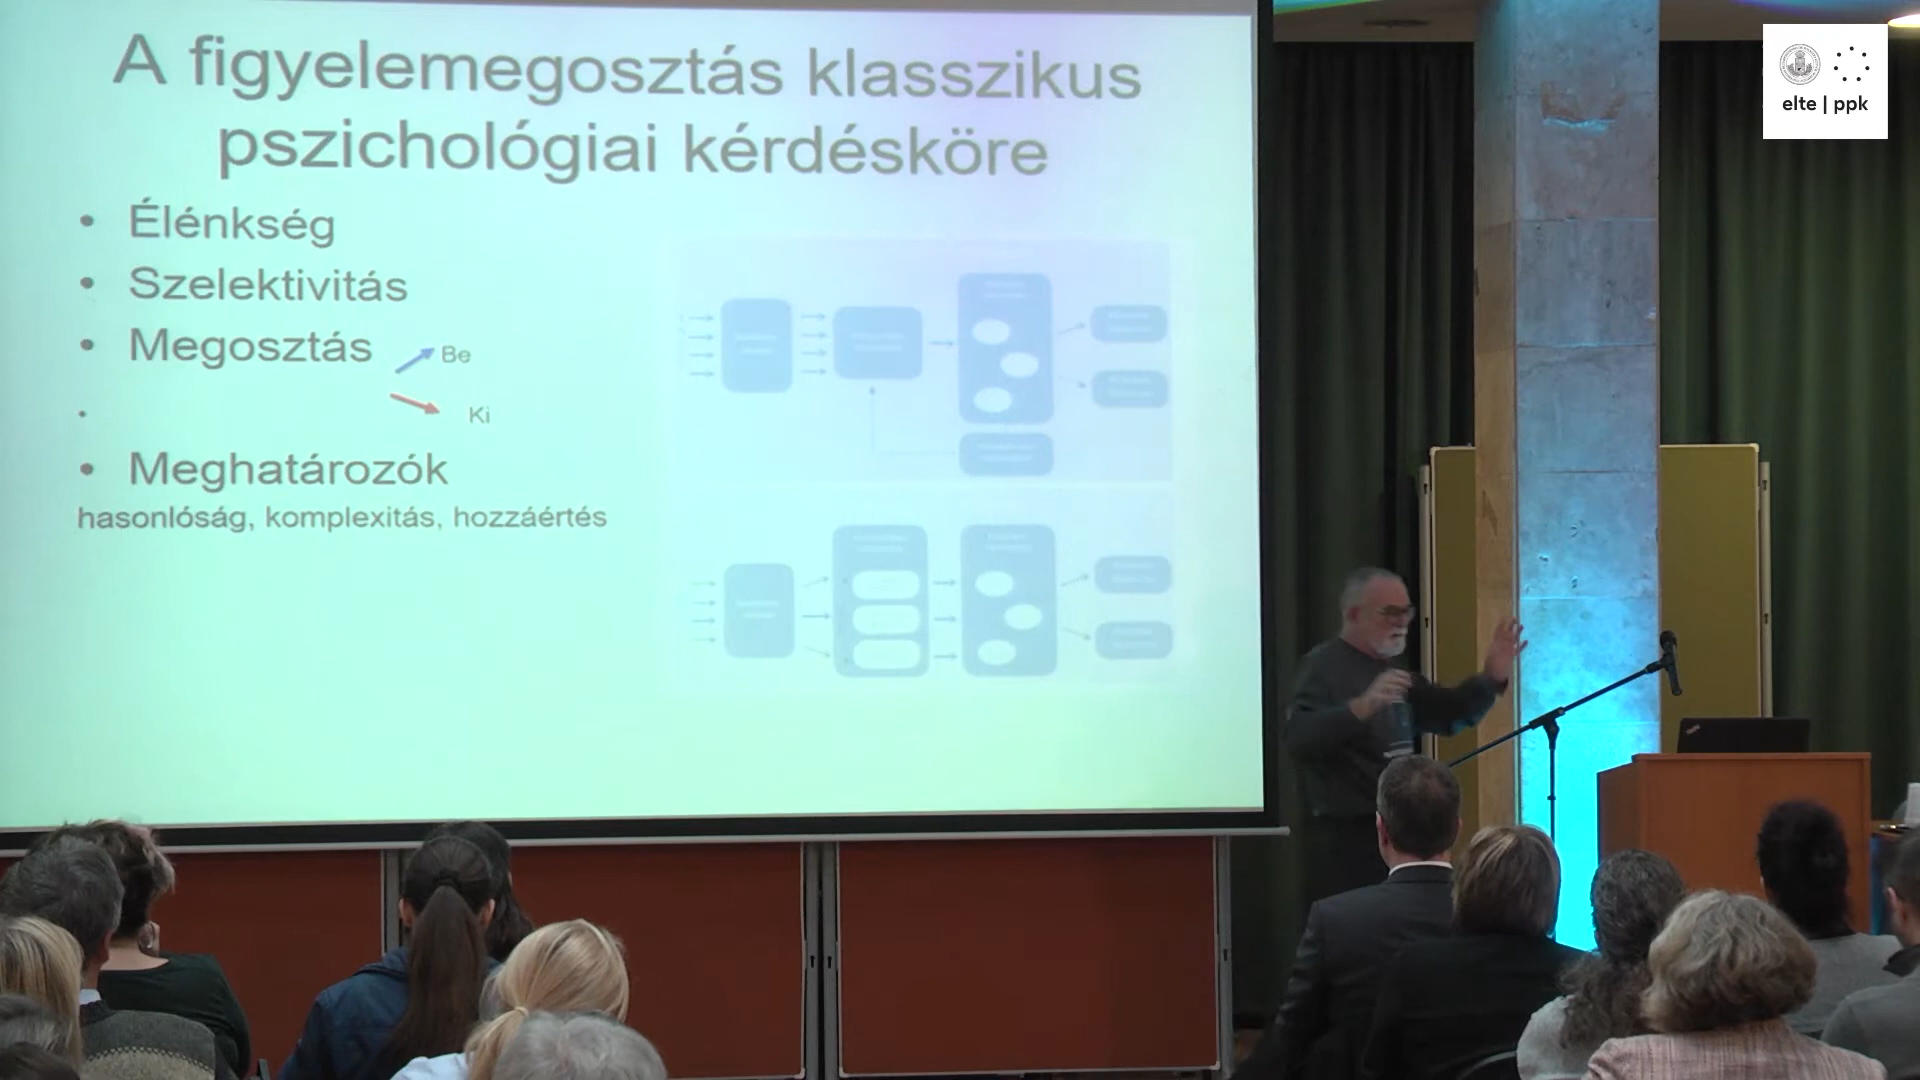 A figyelemegosztás klasszikus
pszichológiai kérdésköre
• Élénkség
• Szelektivitás
• Megosztás
Be
•
Ki
• Meghatározók
hasonlóság, komplexitás, hozzáértés
elte | ppk